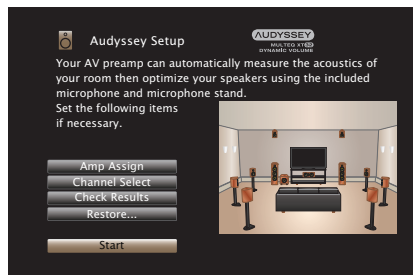 Audyssey Setup
AUDYSSEY
MULTEQ XT32
DYNAMIC VOLUME
Your AV preamp can automatically measure the acoustics of
your room then optimize your speakers using the included
microphone and microphone stand.
Set the following items
if necessary.
Amp Assign
Channel Select
Check Results
Restore...
Start